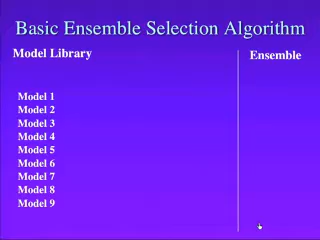 Basic Ensemble Selection Algorithm
Model Library
Ensemble
Model 1
Model 2
Model 3
Model 4
Model 5
Model 6
Model 7
Model 8
Model 9